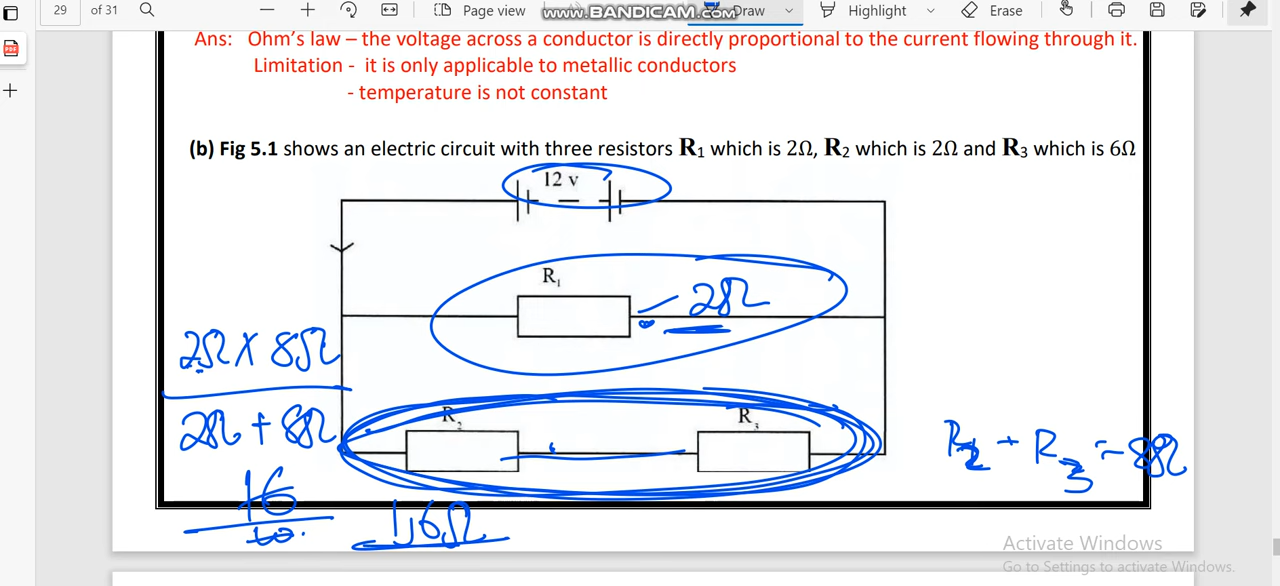 29 of 31 Page view WWW.BANDICAM.COM Draw Highlight Erase
Ans: Ohm's law – the voltage across a conductor is directly proportional to the current flowing through it.
Limitation - it is only applicable to metallic conductors
- temperature is not constant
(b) Fig 5.1 shows an electric circuit with three resistors R1 which is 2Ω, R2 which is 2Ω and R3 which is 6Ω
12 v
R1
2Ω
2Ω x 8Ω
2Ω + 8Ω
R2 R3
R2 + R3 = 8Ω
16
10
1,6Ω
Activate Windows
Go to Settings to activate Windows.